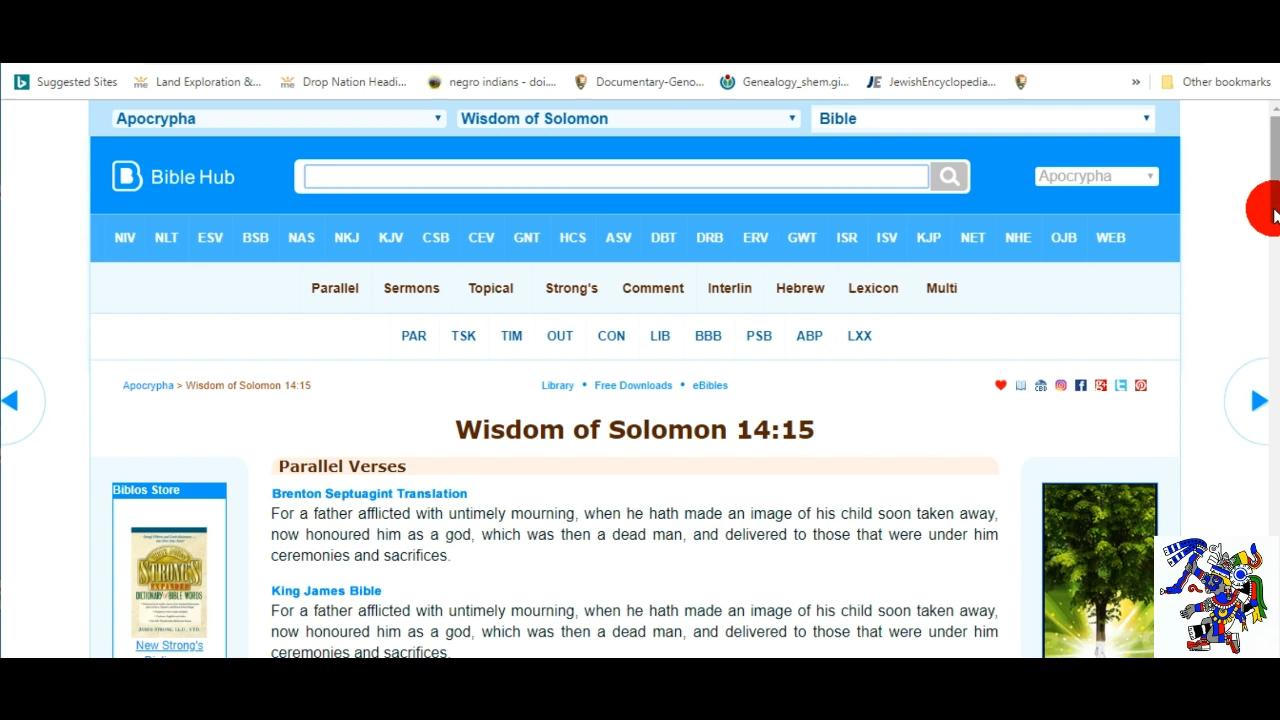 Suggested Sites Land Exploration &... Drop Nation Headi... negro indians - doi.... Documentary-Geno... Genealogy_shem.gi... JE JewishEncyclopedia... » Other bookmarks
Apocrypha Wisdom of Solomon Bible
B Bible Hub Apocrypha
NIV NLT ESV BSB NAS NKJ KJV CSB CEV GNT HCS ASV DBT DRB ERV GWT ISR ISV KJP NET NHE OJB WEB
Parallel Sermons Topical Strong's Comment Interlin Hebrew Lexicon Multi
PAR TSK TIM OUT CON LIB BBB PSB ABP LXX
Apocrypha > Wisdom of Solomon 14:15 Library • Free Downloads • eBibles
Wisdom of Solomon 14:15
Parallel Verses
Brenton Septuagint Translation
For a father afflicted with untimely mourning, when he hath made an image of his child soon taken away,
now honoured him as a god, which was then a dead man, and delivered to those that were under him
ceremonies and sacrifices.
King James Bible
For a father afflicted with untimely mourning, when he hath made an image of his child soon taken away,
now honoured him as a god, which was then a dead man, and delivered to those that were under him
ceremonies and sacrifices.
Biblos Store
STRONG'S
EXPANDED
DICTIONARY OF BIBLE WORDS
New Strong's